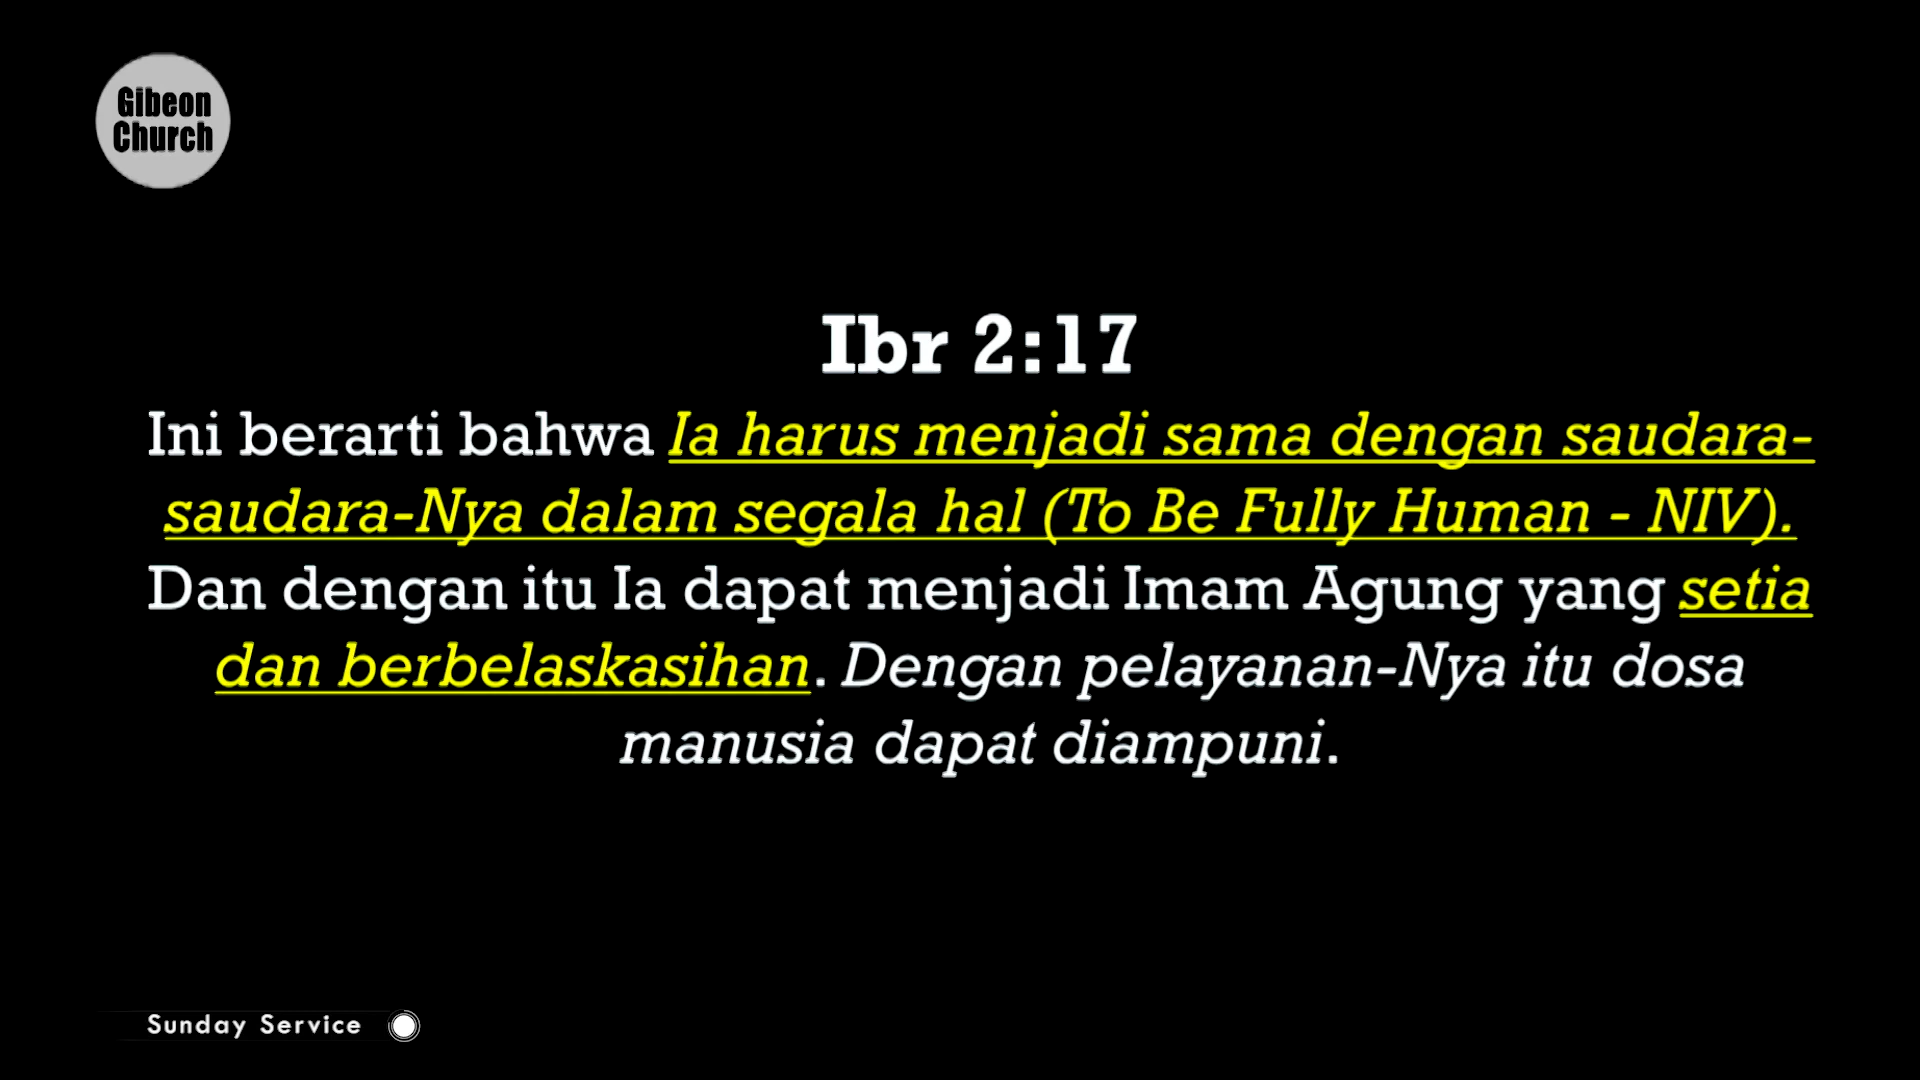 Gibeon
Church
Ibr 2:17
Ini berarti bahwa Ia harus menjadi sama dengan saudara-
saudara-Nya dalam segala hal (To Be Fully Human - NIV).
Dan dengan itu Ia dapat menjadi Imam Agung yang setia
dan berbelaskasihan. Dengan pelayanan-Nya itu dosa
manusia dapat diampuni.
Sunday Service